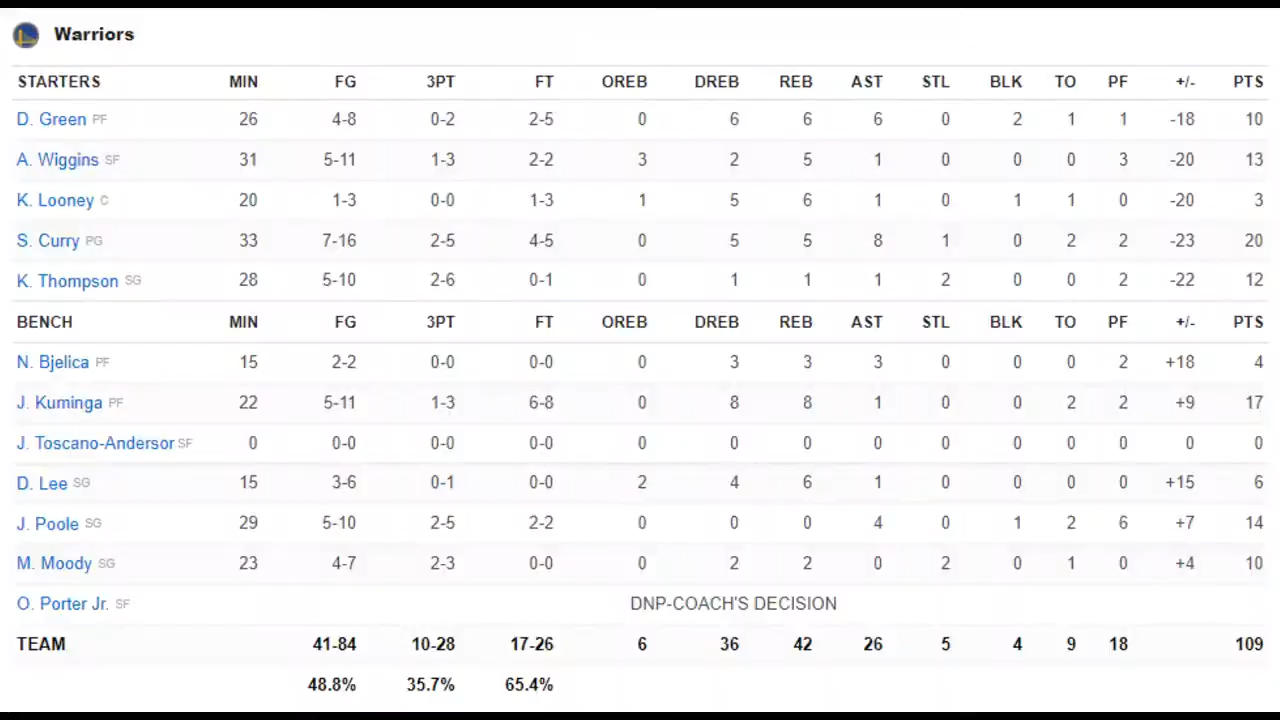 Warriors
STARTERS MIN FG 3PT FT OREB DREB REB AST STL BLK TO PF +/- PTS
D. Green PF 26 4-8 0-2 2-5 0 6 6 6 0 2 1 1 -18 10
A. Wiggins SF 31 5-11 1-3 2-2 3 2 5 1 0 0 0 3 -20 13
K. Looney C 20 1-3 0-0 1-3 1 5 6 1 0 1 1 0 -20 3
S. Curry PG 33 7-16 2-5 4-5 0 5 5 8 1 0 2 2 -23 20
K. Thompson SG 28 5-10 2-6 0-1 0 1 1 1 2 0 0 2 -22 12
BENCH MIN FG 3PT FT OREB DREB REB AST STL BLK TO PF +/- PTS
N. Bjelica PF 15 2-2 0-0 0-0 0 3 3 3 0 0 0 2 +18 4
J. Kuminga PF 22 5-11 1-3 6-8 0 8 8 1 0 0 2 2 +9 17
J. Toscano-Andersor SF 0 0-0 0-0 0-0 0 0 0 0 0 0 0 0 0 0
D. Lee SG 15 3-6 0-1 0-0 2 4 6 1 0 0 0 0 +15 6
J. Poole SG 29 5-10 2-5 2-2 0 0 0 4 0 1 2 6 +7 14
M. Moody SG 23 4-7 2-3 0-0 0 2 2 0 2 0 1 0 +4 10
O. Porter Jr. SF DNP-COACH'S DECISION
TEAM 41-84 10-28 17-26 6 36 42 26 5 4 9 18 109
48.8% 35.7% 65.4%